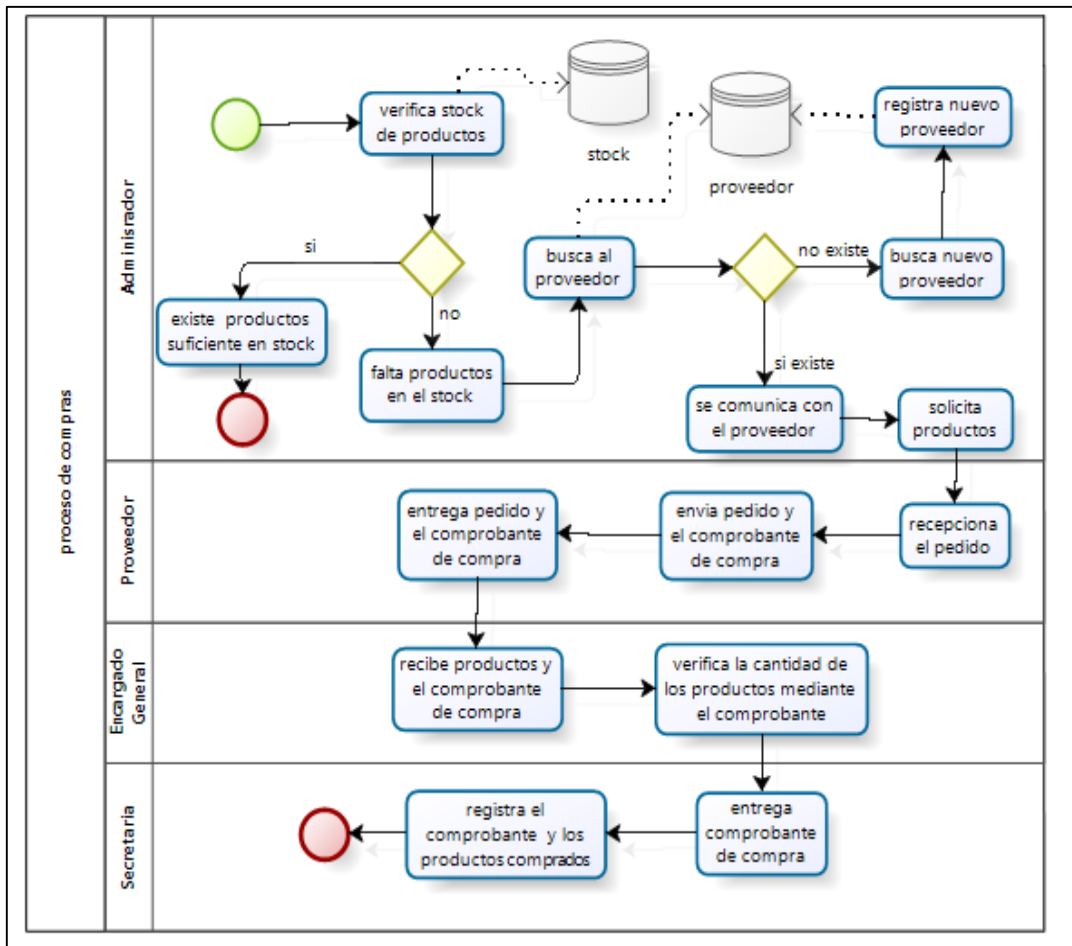 proceso de compras
Adminisrador
verifica stock
de productos
stock
proveedor
registra nuevo
proveedor
si
no
existe productos
suficiente en stock
falta productos
en el stock
busca al
proveedor
no existe
busca nuevo
proveedor
si existe
se comunica con
el proveedor
solicita
productos
Proveedor
entrega pedido y
el comprobante
de compra
envia pedido y
el comprobante
de compra
recepciona
el pedido
Encargado
General
recibe productos y
el comprobante
de compra
verifica la cantidad de
los productos mediante
el comprobante
Secretaria
registra el
comprobante y los
productos comprados
entrega
comprobante
de compra